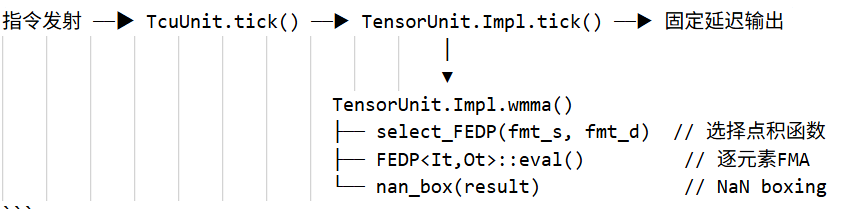 指令发射 ──▶ TcuUnit.tick() ──▶ TensorUnit.Impl.tick() ──▶ 固定延迟输出
│
▼
TensorUnit.Impl.wmma()
├── select_FEDP(fmt_s, fmt_d)  // 选择点积函数
├── FEDP<It,Ot>::eval()        // 逐元素FMA
└── nan_box(result)            // NaN boxing
```